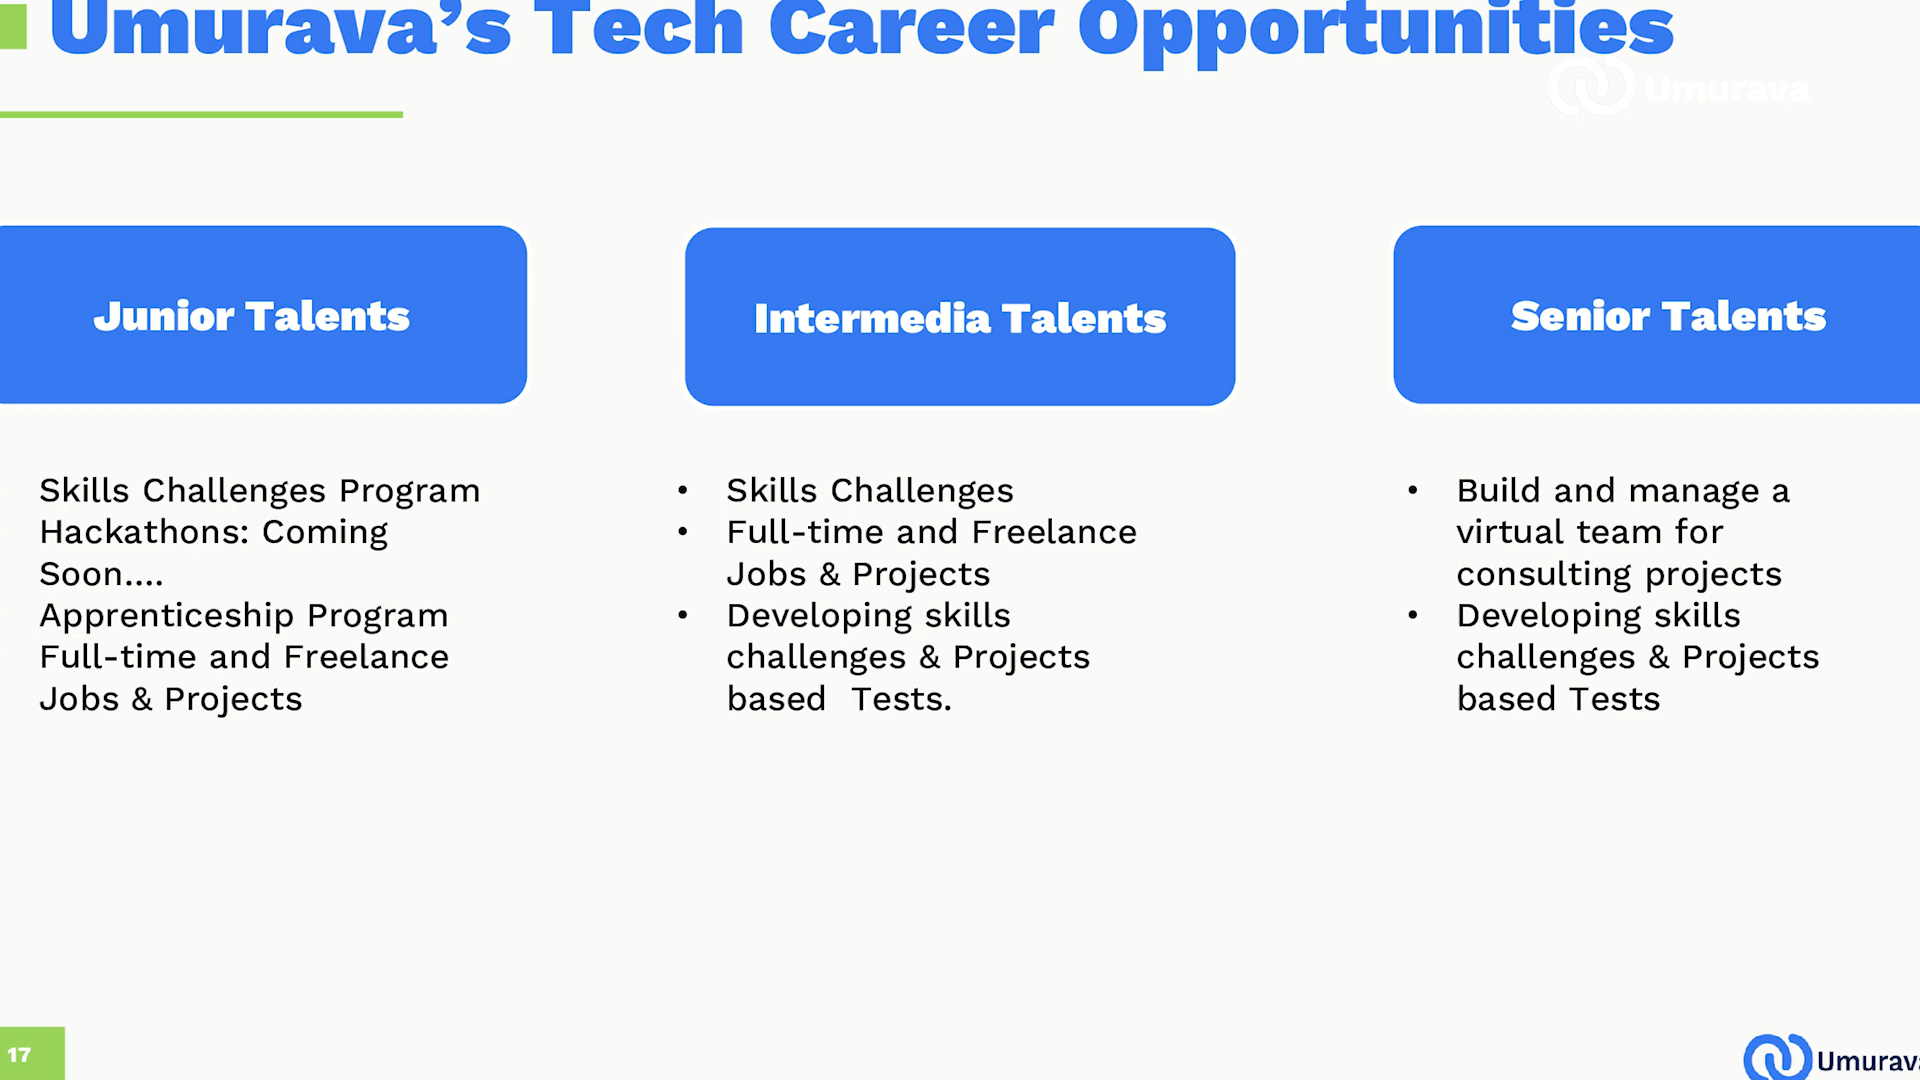 Umurava’s Tech Career Opportunities
Umurava
Junior Talents
Skills Challenges Program
Hackathons: Coming
Soon....
Apprenticeship Program
Full-time and Freelance
Jobs & Projects
Intermedia Talents
• Skills Challenges
• Full-time and Freelance
Jobs & Projects
• Developing skills
challenges & Projects
based  Tests.
Senior Talents
• Build and manage a
virtual team for
consulting projects
• Developing skills
challenges & Projects
based Tests
17
Umurava